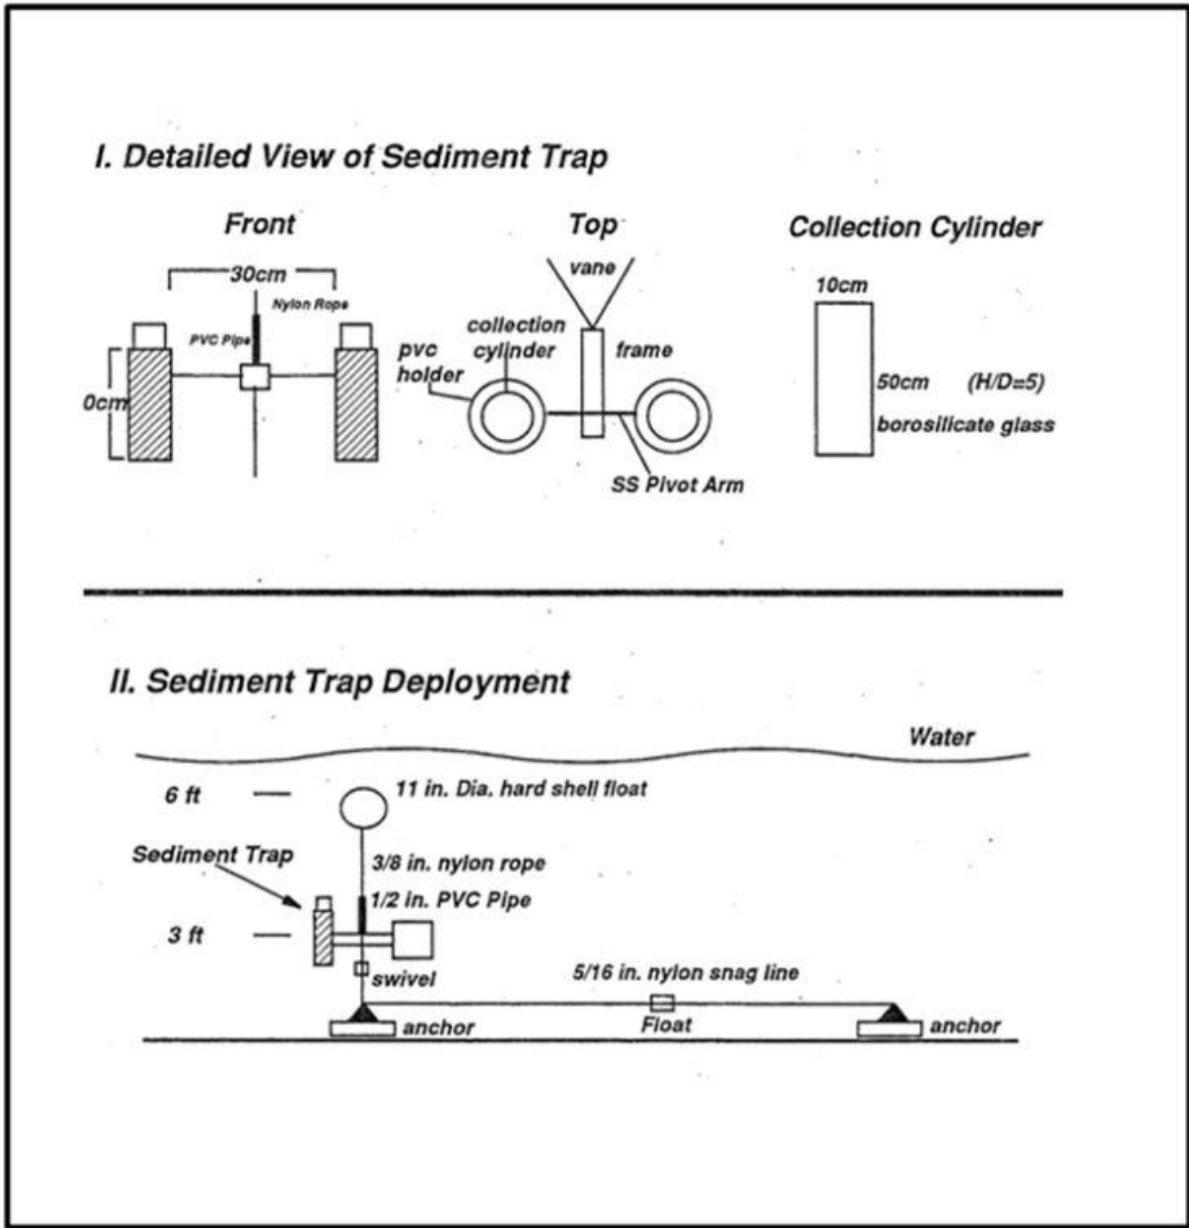 I. Detailed View of Sediment Trap
Front
Top
Collection Cylinder
30cm
Nylon Rope
PVC Pipe
0cm
vane
collection
cylinder
pvc
holder
frame
SS Pivot Arm
10cm
50cm (H/D=5)
borosilicate glass
II. Sediment Trap Deployment
Water
6 ft
11 in. Dia. hard shell float
Sediment Trap
3/8 in. nylon rope
1/2 in. PVC Pipe
3 ft
swivel
5/16 in. nylon snag line
anchor
Float
anchor